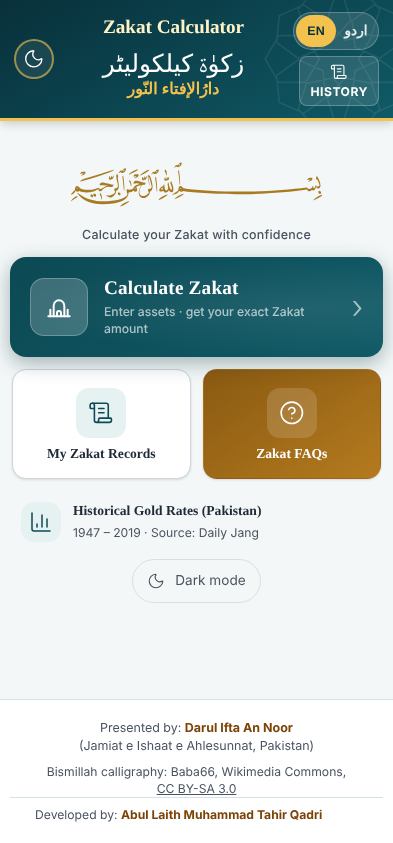 Zakat Calculator
زکوٰۃ کیلکولیٹر
دارُالإفتاء النّور
EN
اردو
HISTORY
بِسْمِ اللّٰهِ الرَّحْمٰنِ الرَّحِيْمِ
Calculate your Zakat with confidence
Calculate Zakat
Enter assets · get your exact Zakat
amount
My Zakat Records
Zakat FAQs
Historical Gold Rates (Pakistan)
1947 – 2019 · Source: Daily Jang
Dark mode
Presented by: Darul Ifta An Noor
(Jamiat e Ishaat e Ahlesunnat, Pakistan)
Bismillah calligraphy: Baba66, Wikimedia Commons,
CC BY-SA 3.0
Developed by: Abul Laith Muhammad Tahir Qadri